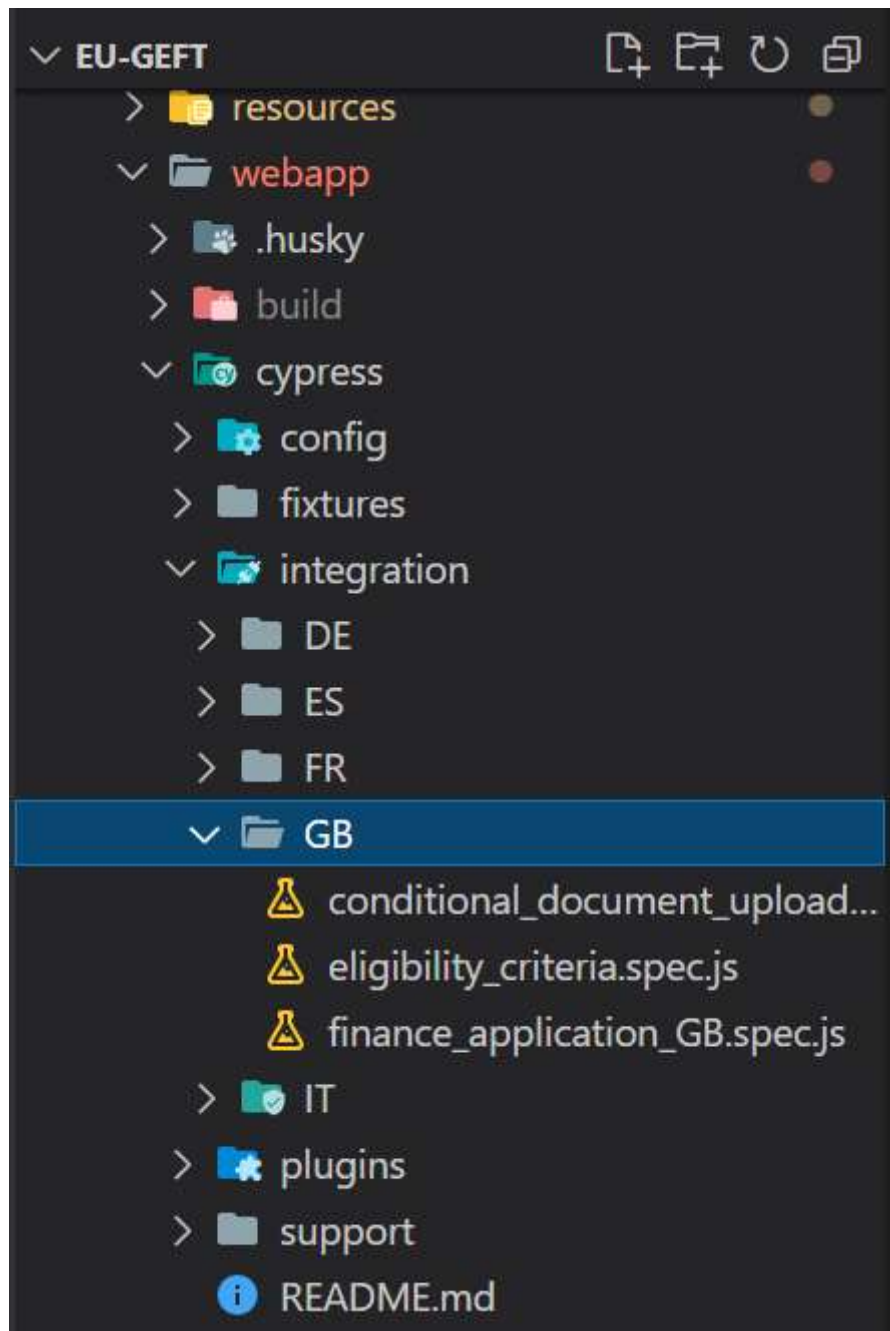 EU-GEFT
resources
webapp
.husky
build
cypress
config
fixtures
integration
DE
ES
FR
GB
conditional_document_upload...
eligibility_criteria.spec.js
finance_application_GB.spec.js
IT
plugins
support
README.md